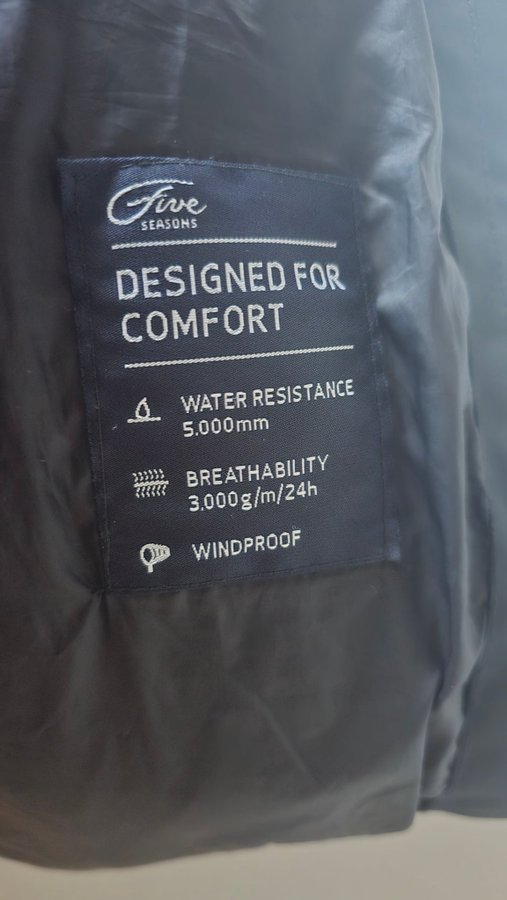 Five
SEASONS
DESIGNED FOR
COMFORT
WATER RESISTANCE
5.000mm
BREATHABILITY
3.000g/m/24h
WINDPROOF